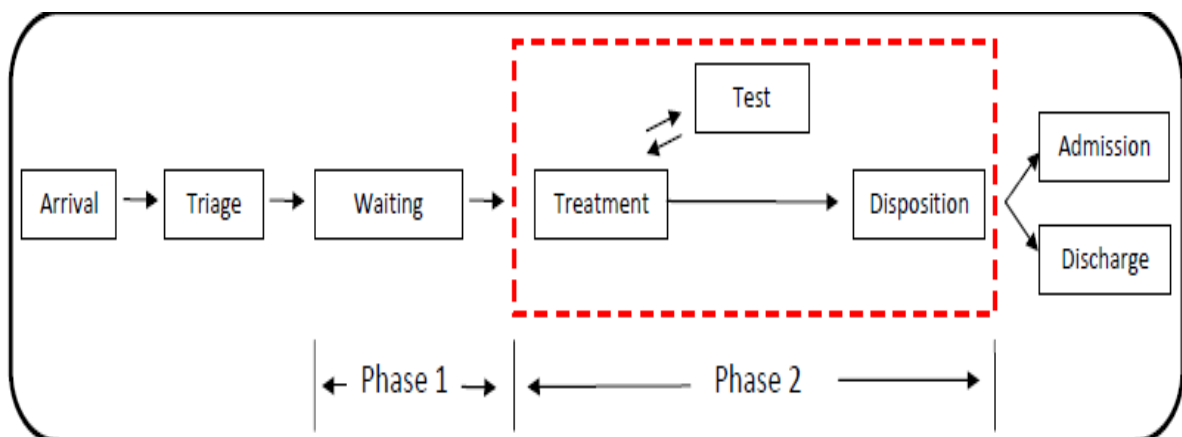 Test
Admission
Arrival
Triage
Waiting
Treatment
Disposition
Discharge
Phase 1
Phase 2